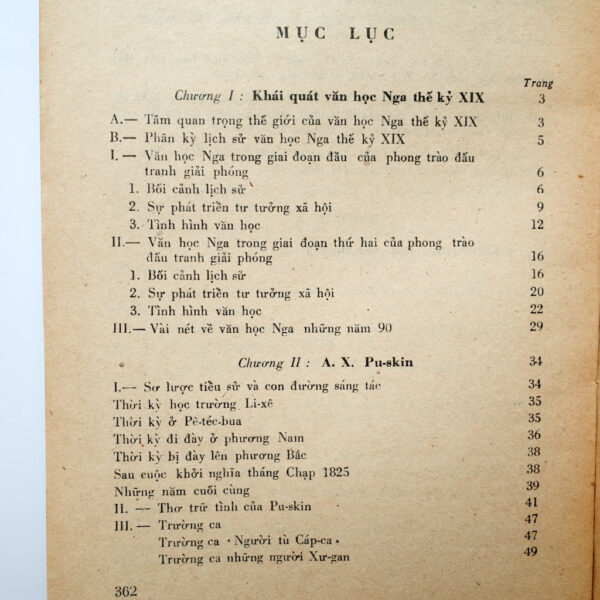 MỤC LỤC
Trang
Chương I : Khái quát văn học Nga thế kỷ XIX 3
A.— Tầm quan trọng thế giới của văn học Nga thế kỷ XIX 3
B.— Phân kỳ lịch sử văn học Nga thế kỷ XIX 5
I.— Văn học Nga trong giai đoạn đầu của phong trào đấu
tranh giải phóng 6
1. Bối cảnh lịch sử 6
2. Sự phát triển tư tưởng xã hội 9
3. Tình hình văn học 12
II.— Văn học Nga trong giai đoạn thứ hai của phong trào
đấu tranh giải phóng 16
1. Bối cảnh lịch sử 16
2. Sự phát triển tư tưởng xã hội 20
3. Tình hình văn học 22
III.— Vài nét về văn học Nga những năm 90 29
Chương II : A. X. Pu-skin 34
I.— Sơ lược tiểu sử và con đường sáng tác 34
Thời kỳ học trường Li-xê 35
Thời kỳ ở Pê-téc-bua 35
Thời kỳ đi đày ở phương Nam 36
Thời kỳ bị đày lên phương Bắc 38
Sau cuộc khởi nghĩa tháng Chạp 1825 38
Những năm cuối cùng 39
II. — Thơ trữ tình của Pu-skin 41
III. — Trường ca 47
Trường ca «Người tù Cáp-ca» 47
Trường ca những người Xư-gan 49
362